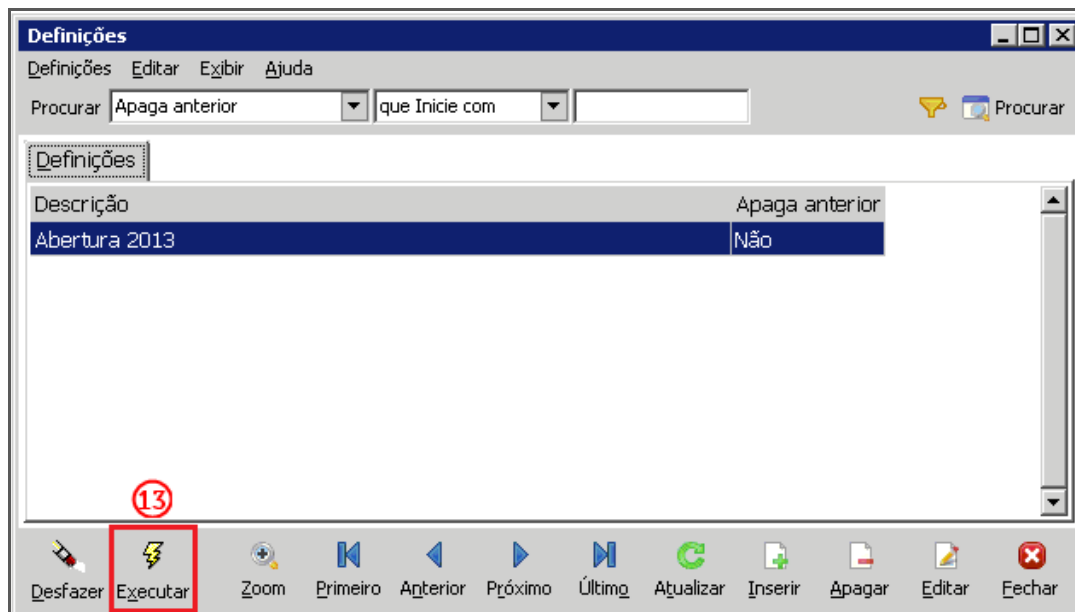 Definições
Definições Editar Exibir Ajuda
Procurar Apaga anterior que Inicie com Procurar
Definições
Descrição Apaga anterior
Abertura 2013 Não
13
Desfazer Executar Zoom Primeiro Anterior Próximo Último Atualizar Inserir Apagar Editar Fechar